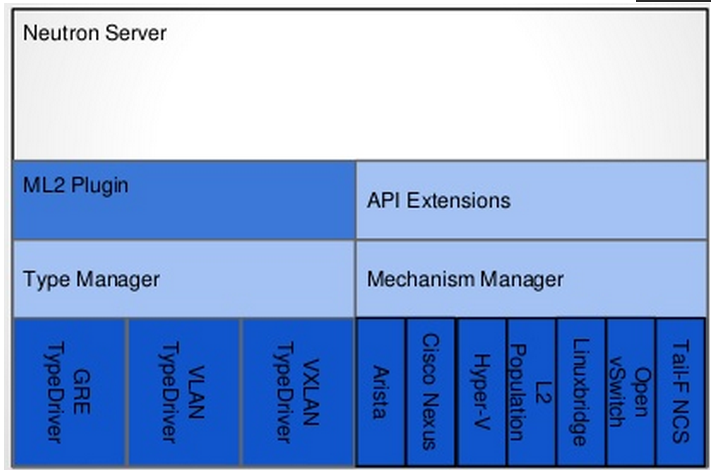 Neutron Server
ML2 Plugin
API Extensions
Type Manager
Mechanism Manager
GRE
TypeDriver
VLAN
TypeDriver
VXLAN
TypeDriver
Arista
Cisco Nexus
Hyper-V
L2
Population
Linuxbridge
Open
vSwitch
Tail-F NCS